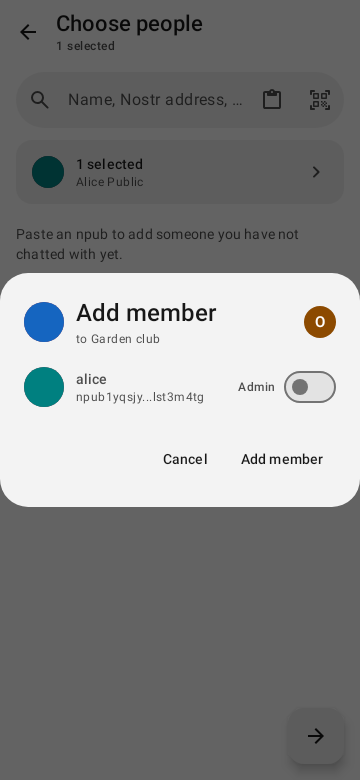 Choose people
1 selected
Name, Nostr address, ...
1 selected
Alice Public
Paste an npub to add someone you have not
chatted with yet.
Add member
to Garden club
O
alice
npub1yqsjy...lst3m4tg
Admin
Cancel
Add member